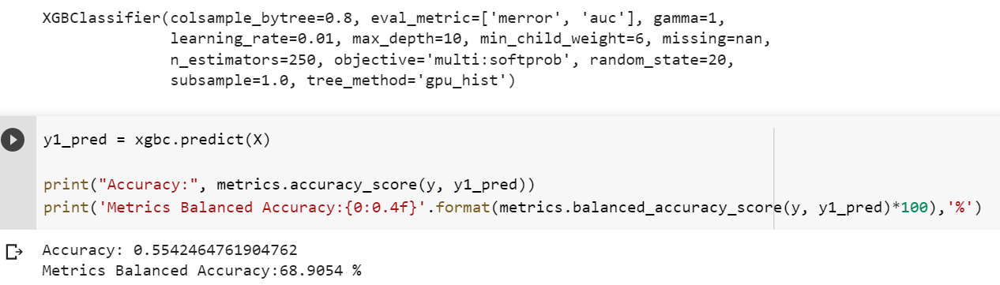 XGBClassifier(colsample_bytree=0.8, eval_metric=['merror', 'auc'], gamma=1,
learning_rate=0.01, max_depth=10, min_child_weight=6, missing=nan,
n_estimators=250, objective='multi:softprob', random_state=20,
subsample=1.0, tree_method='gpu_hist')
y1_pred = xgbc.predict(X)
print("Accuracy:", metrics.accuracy_score(y, y1_pred))
print('Metrics Balanced Accuracy:{0:0.4f}'.format(metrics.balanced_accuracy_score(y, y1_pred)*100),'%')
Accuracy: 0.5542464761904762
Metrics Balanced Accuracy:68.9054 %